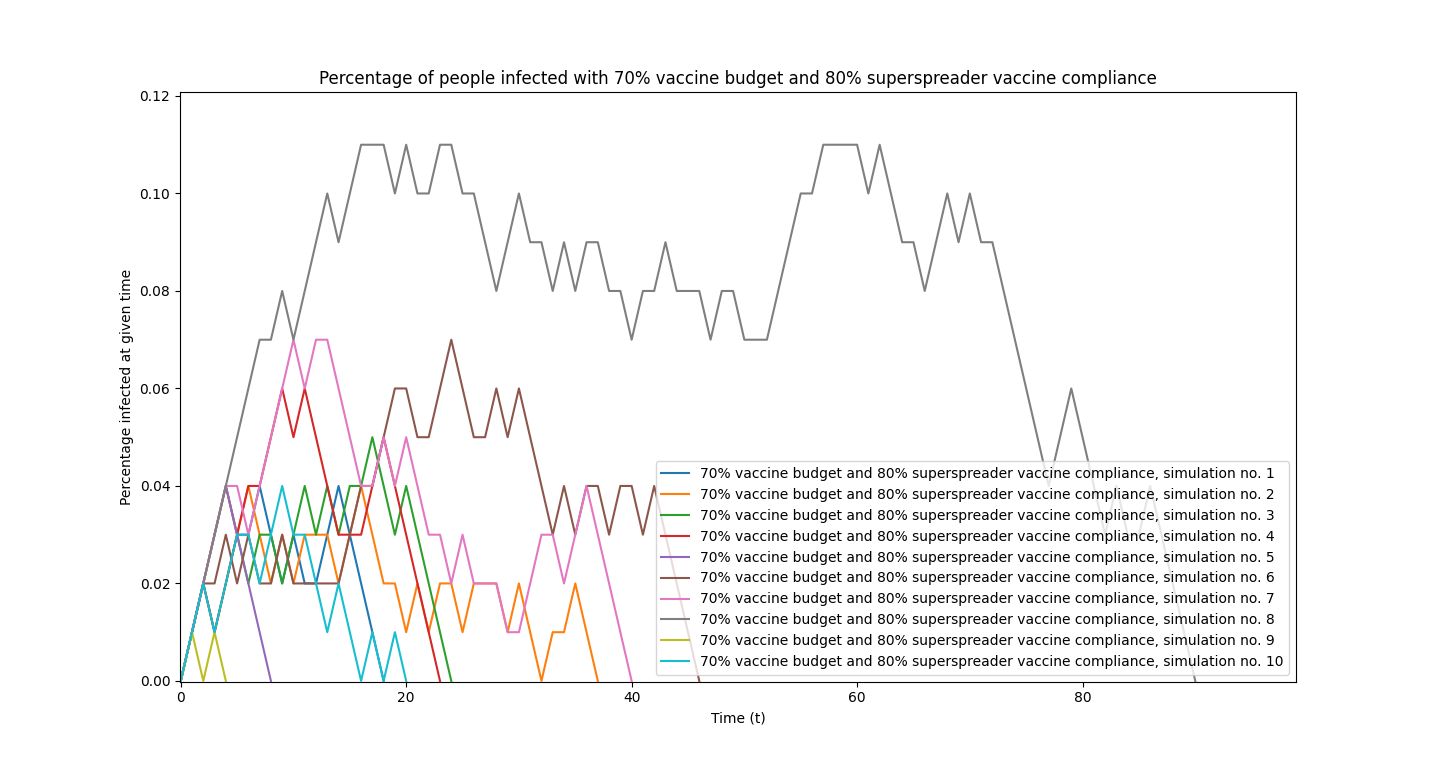 Percentage of people infected with 70% vaccine budget and 80% superspreader vaccine compliance
Percentage infected at given time
0.12
0.10
0.08
0.06
0.04
0.02
0.00
0
20
40
60
80
Time (t)
70% vaccine budget and 80% superspreader vaccine compliance, simulation no. 1
70% vaccine budget and 80% superspreader vaccine compliance, simulation no. 2
70% vaccine budget and 80% superspreader vaccine compliance, simulation no. 3
70% vaccine budget and 80% superspreader vaccine compliance, simulation no. 4
70% vaccine budget and 80% superspreader vaccine compliance, simulation no. 5
70% vaccine budget and 80% superspreader vaccine compliance, simulation no. 6
70% vaccine budget and 80% superspreader vaccine compliance, simulation no. 7
70% vaccine budget and 80% superspreader vaccine compliance, simulation no. 8
70% vaccine budget and 80% superspreader vaccine compliance, simulation no. 9
70% vaccine budget and 80% superspreader vaccine compliance, simulation no. 10